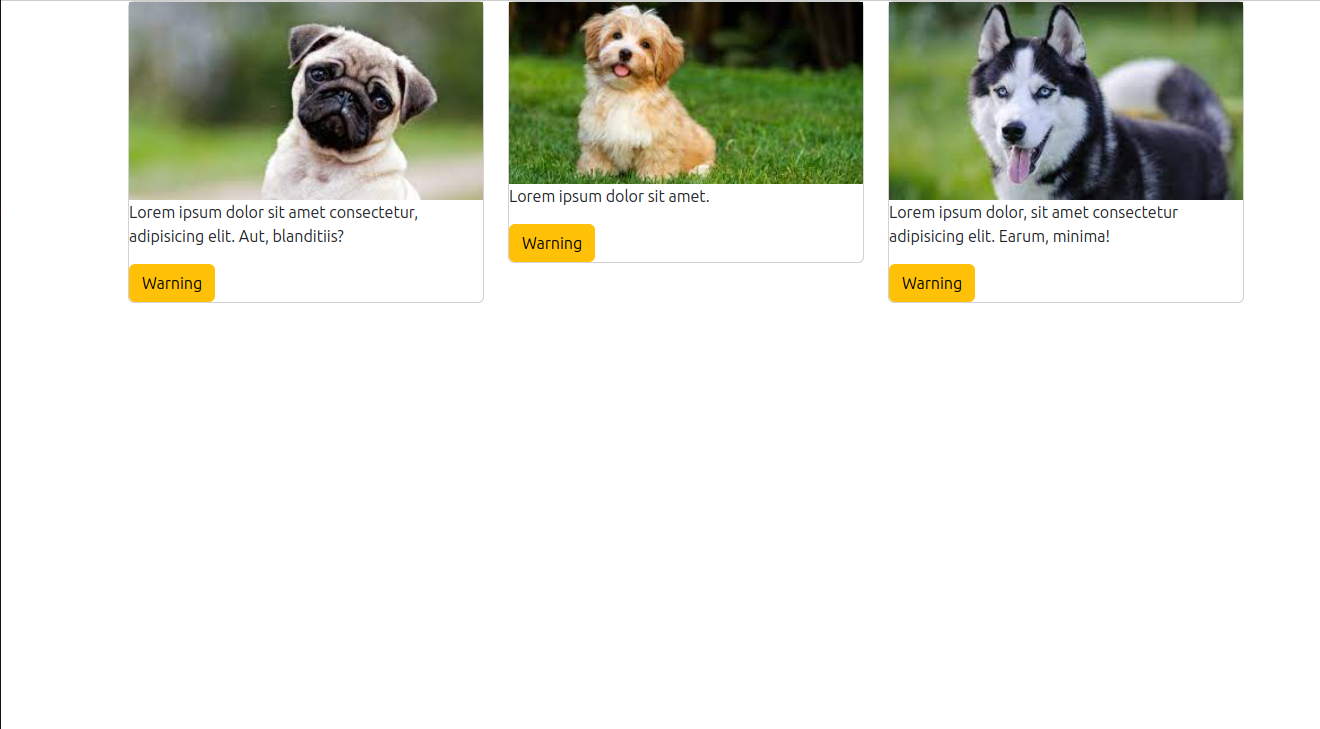 Lorem ipsum dolor sit amet consectetur,
adipisicing elit. Aut, blanditiis?
Warning
Lorem ipsum dolor sit amet.
Warning
Lorem ipsum dolor, sit amet consectetur
adipisicing elit. Earum, minima!
Warning